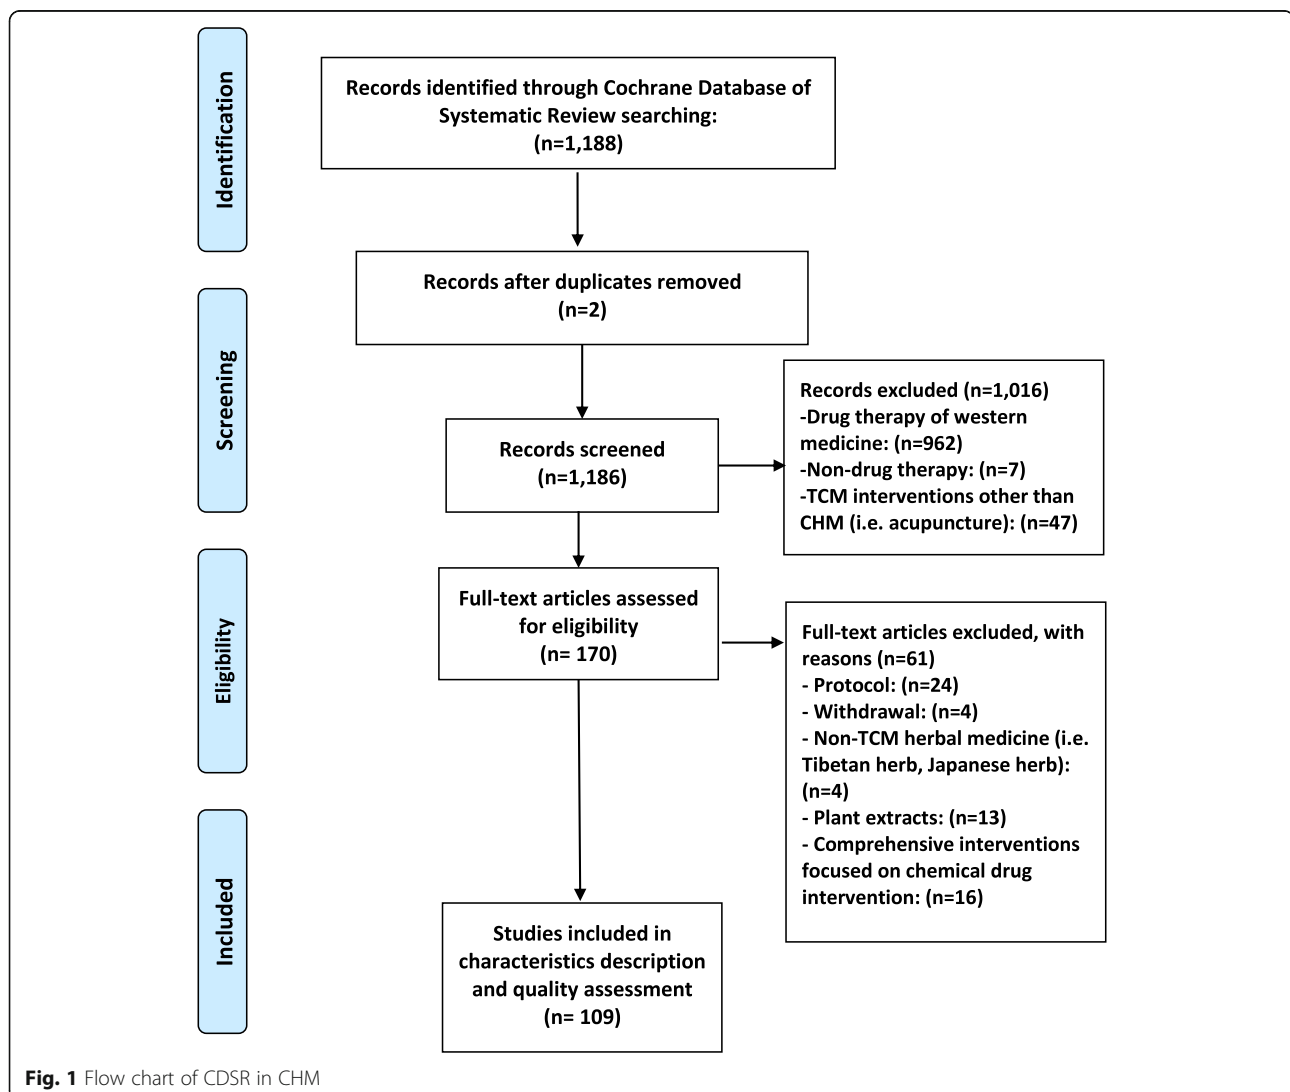 Identification
Records identified through Cochrane Database of
Systematic Review searching:
(n=1,188)
Records after duplicates removed
(n=2)
Screening
Records screened
(n=1,186)
Records excluded (n=1,016)
-Drug therapy of western
medicine: (n=962)
-Non-drug therapy: (n=7)
-TCM interventions other than
CHM (i.e. acupuncture): (n=47)
Eligibility
Full-text articles assessed
for eligibility
(n= 170)
Full-text articles excluded, with
reasons (n=61)
- Protocol: (n=24)
- Withdrawal: (n=4)
- Non-TCM herbal medicine (i.e.
Tibetan herb, Japanese herb):
(n=4)
- Plant extracts: (n=13)
- Comprehensive interventions
focused on chemical drug
intervention: (n=16)
Included
Studies included in
characteristics description
and quality assessment
(n= 109)
Fig. 1 Flow chart of CDSR in CHM